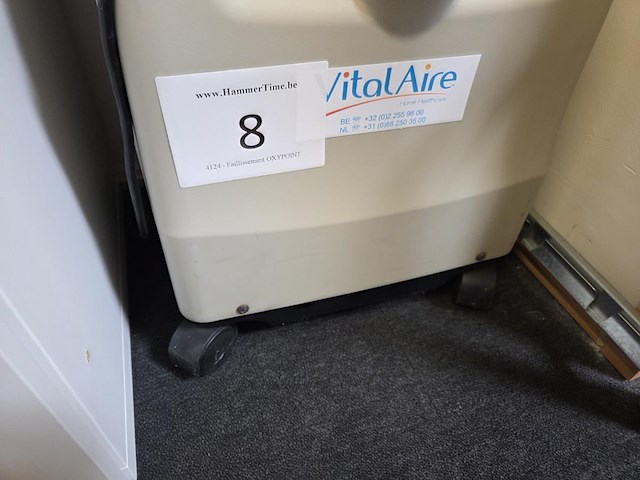 www.HammerTime.be
8
4124 - Faillissement OXYPOINT
VitalAire
Home Healthcare
BE ☏ +32 (0)2 255 96 00
NL ☏ +31 (0)88 250 35 00